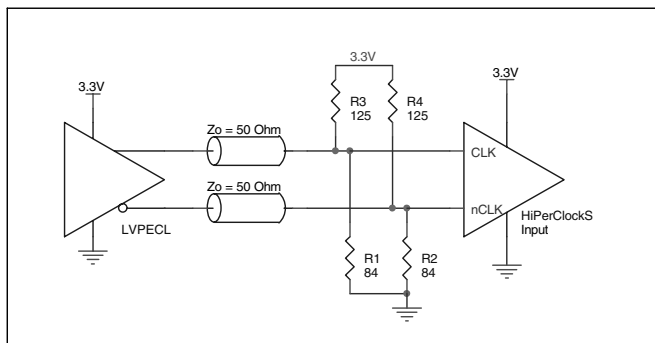 3.3V
3.3V
3.3V
R3
125
R4
125
Zo = 50 Ohm
CLK
Zo = 50 Ohm
nCLK
HiPerClockS
Input
LVPECL
R1
84
R2
84